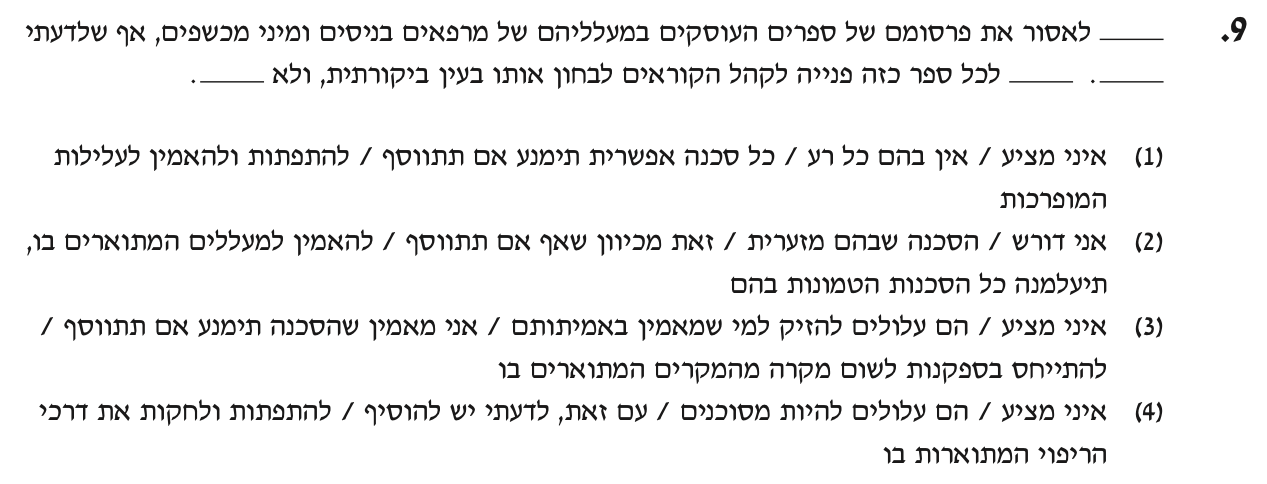 9. _____ לאסור את פרסומם של ספרים העוסקים במעלליהם של מרפאים בניסים ומיני מכשפים, אף שלדעתי
_____. _____ לכל ספר כזה פנייה לקהל הקוראים לבחון אותו בעין ביקורתית, ולא _____.
(1) איני מציע / אין בהם כל רע / כל סכנה אפשרית תימנע אם תתווסף / להתפתות ולהאמין לעלילות
המופרכות
(2) אני דורש / הסכנה שבהם מזערית / זאת מכיוון שאף אם תתווסף / להאמין למעללים המתוארים בו,
תיעלמנה כל הסכנות הטמונות בהם
(3) איני מציע / הם עלולים להזיק למי שמאמין באמיתותם / אני מאמין שהסכנה תימנע אם תתווסף /
להתייחס בספקנות לשום מקרה מהמקרים המתוארים בו
(4) איני מציע / הם עלולים להיות מסוכנים / עם זאת, לדעתי יש להוסיף / להתפתות ולחקות את דרכי
הריפוי המתוארות בו